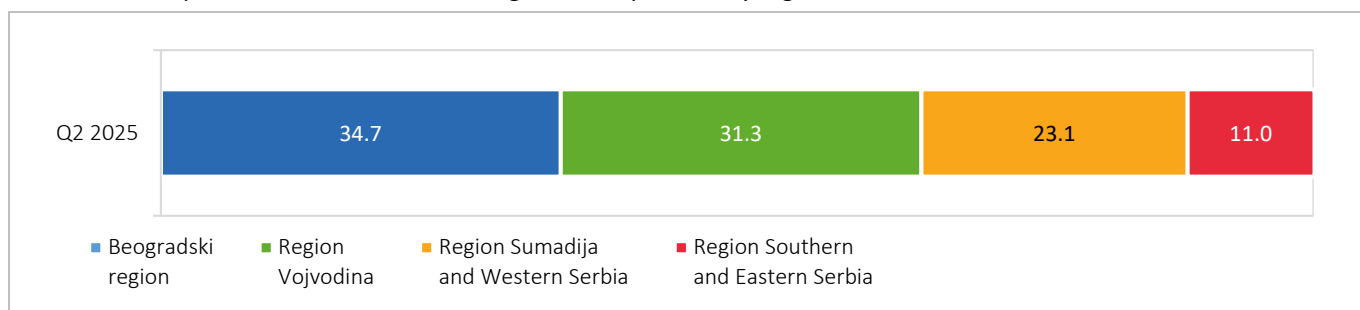 Q2 2025
34.7
31.3
23.1
11.0
Beogradski
region
Region
Vojvodina
Region Sumadija
and Western Serbia
Region Southern
and Eastern Serbia